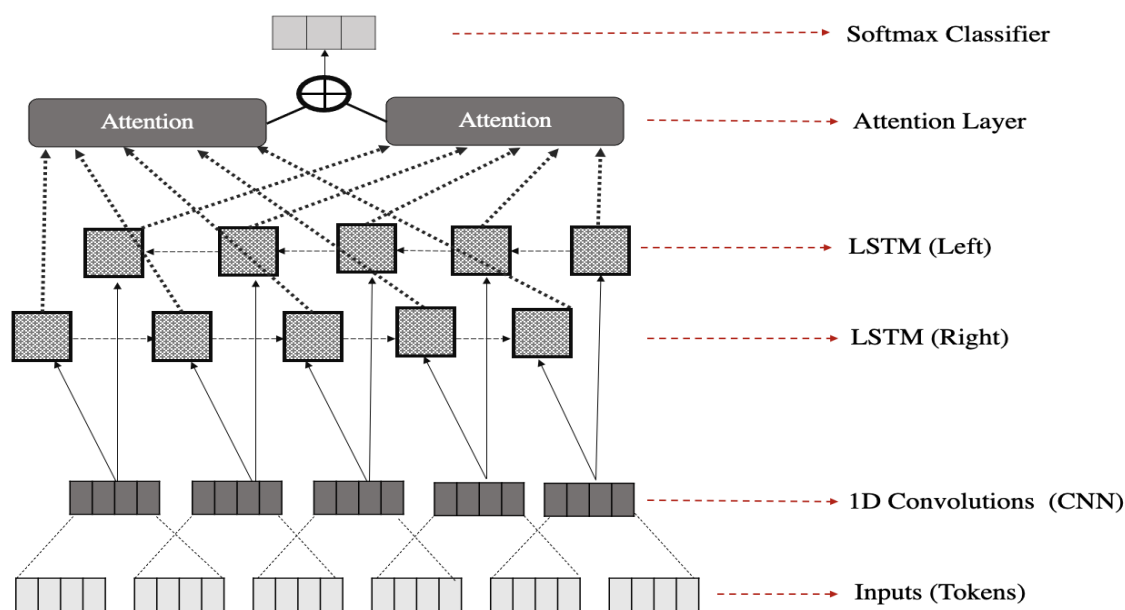 Softmax Classifier
Attention
Attention
Attention Layer
LSTM (Left)
LSTM (Right)
1D Convolutions (CNN)
Inputs (Tokens)